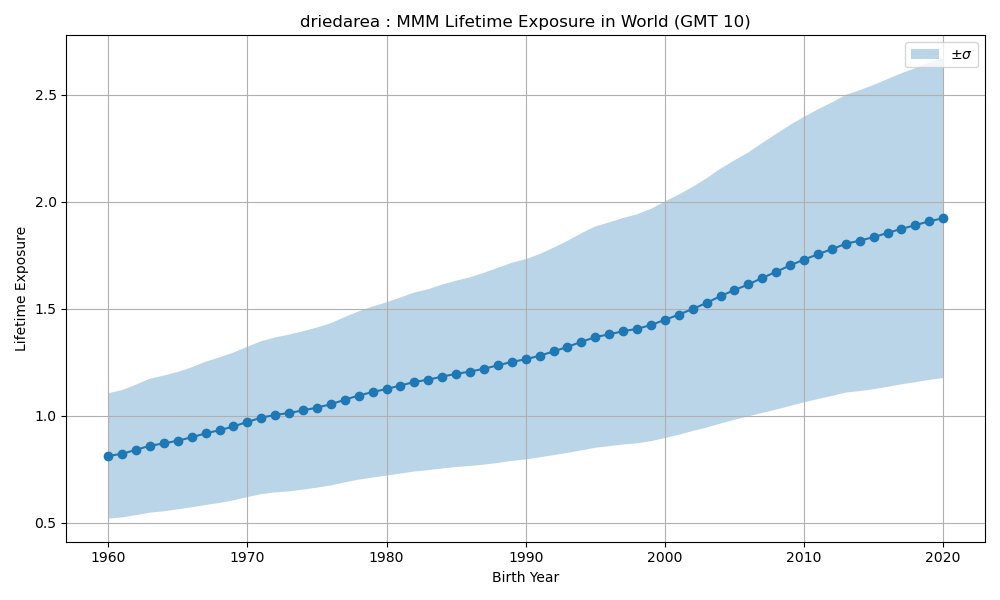 driedarea : MMM Lifetime Exposure in World (GMT 10)
±σ
Lifetime Exposure
2.5
2.0
1.5
1.0
0.5
1960 1970 1980 1990 2000 2010 2020
Birth Year